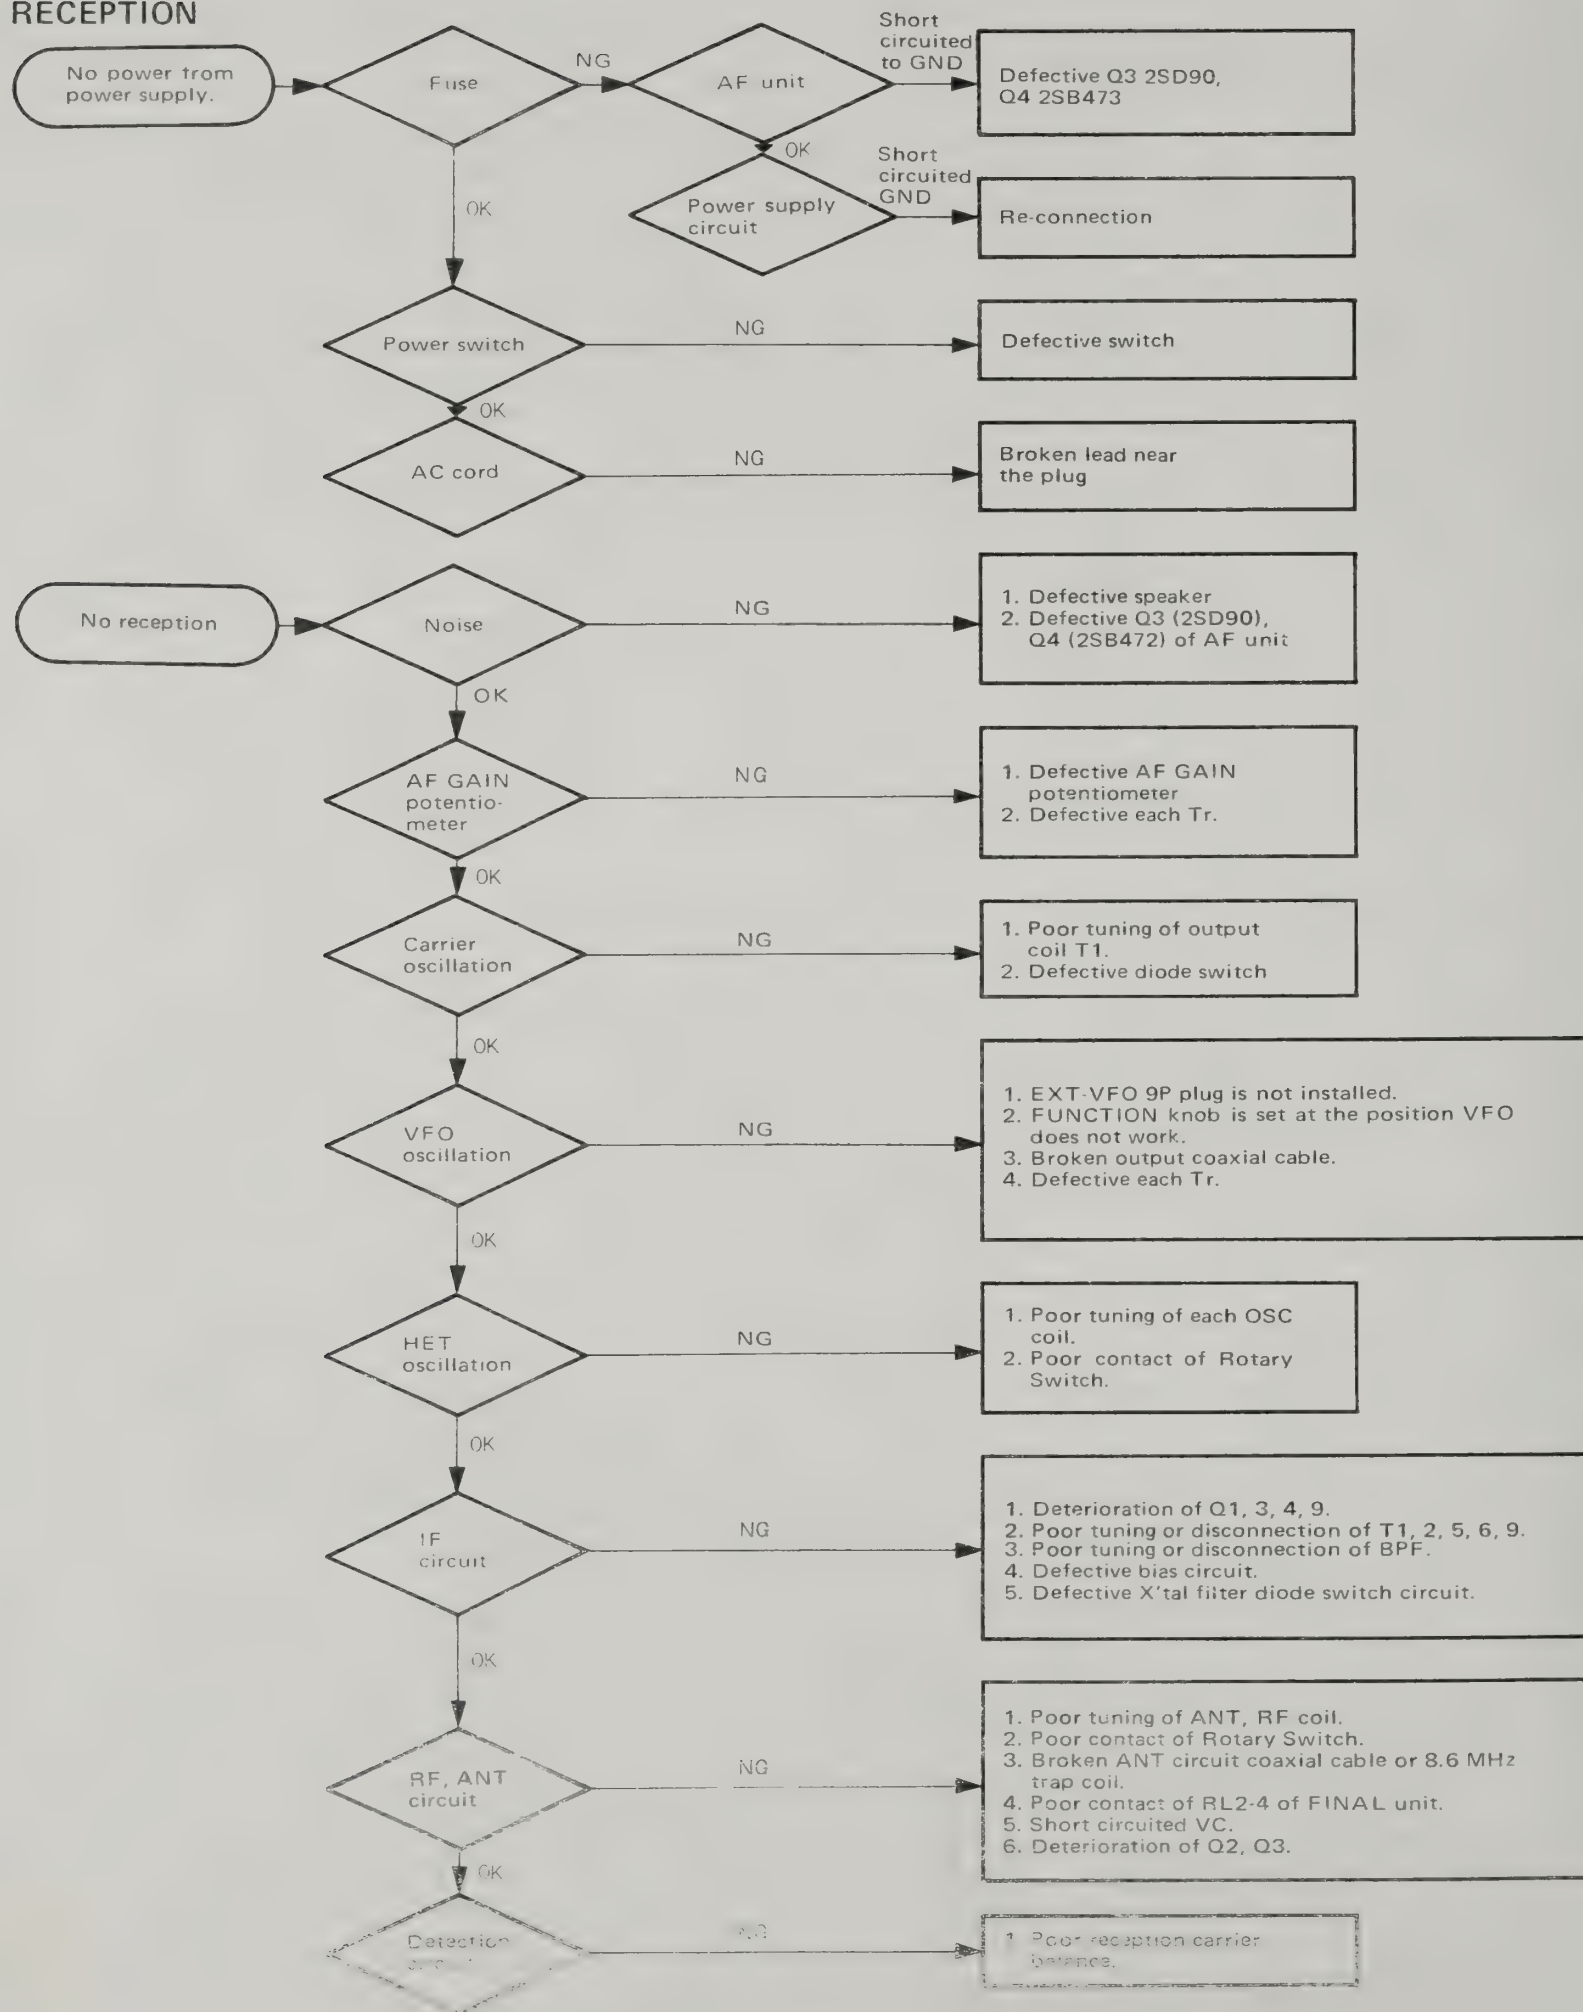 RECEPTION
No power from
power supply.
Fuse
NG
AF unit
Short
circuited
to GND
Defective Q3 2SD90,
Q4 2SB473
OK
OK
Power supply
circuit
Short
circuited
GND
Re-connection
Power switch
NG
Defective switch
OK
AC cord
NG
Broken lead near
the plug
No reception
Noise
NG
1. Defective speaker
2. Defective Q3 (2SD90),
Q4 (2SB472) of AF unit
OK
AF GAIN
potentio-
meter
NG
1. Defective AF GAIN
potentiometer
2. Defective each Tr.
OK
Carrier
oscillation
NG
1. Poor tuning of output
coil T1.
2. Defective diode switch
OK
VFO
oscillation
NG
1. EXT-VFO 9P plug is not installed.
2. FUNCTION knob is set at the position VFO
does not work.
3. Broken output coaxial cable.
4. Defective each Tr.
OK
HET
oscillation
NG
1. Poor tuning of each OSC
coil.
2. Poor contact of Rotary
Switch.
OK
IF
circuit
NG
1. Deterioration of Q1, 3, 4, 9.
2. Poor tuning or disconnection of T1, 2, 5, 6, 9.
3. Poor tuning or disconnection of BPF.
4. Defective bias circuit.
5. Defective X'tal filter diode switch circuit.
OK
RF, ANT
circuit
NG
1. Poor tuning of ANT, RF coil.
2. Poor contact of Rotary Switch.
3. Broken ANT circuit coaxial cable or 8.6 MHz
trap coil.
4. Poor contact of RL2-4 of FINAL unit.
5. Short circuited VC.
6. Deterioration of Q2, Q3.
OK
Detection
NG
1. Poor reception carrier
balance.